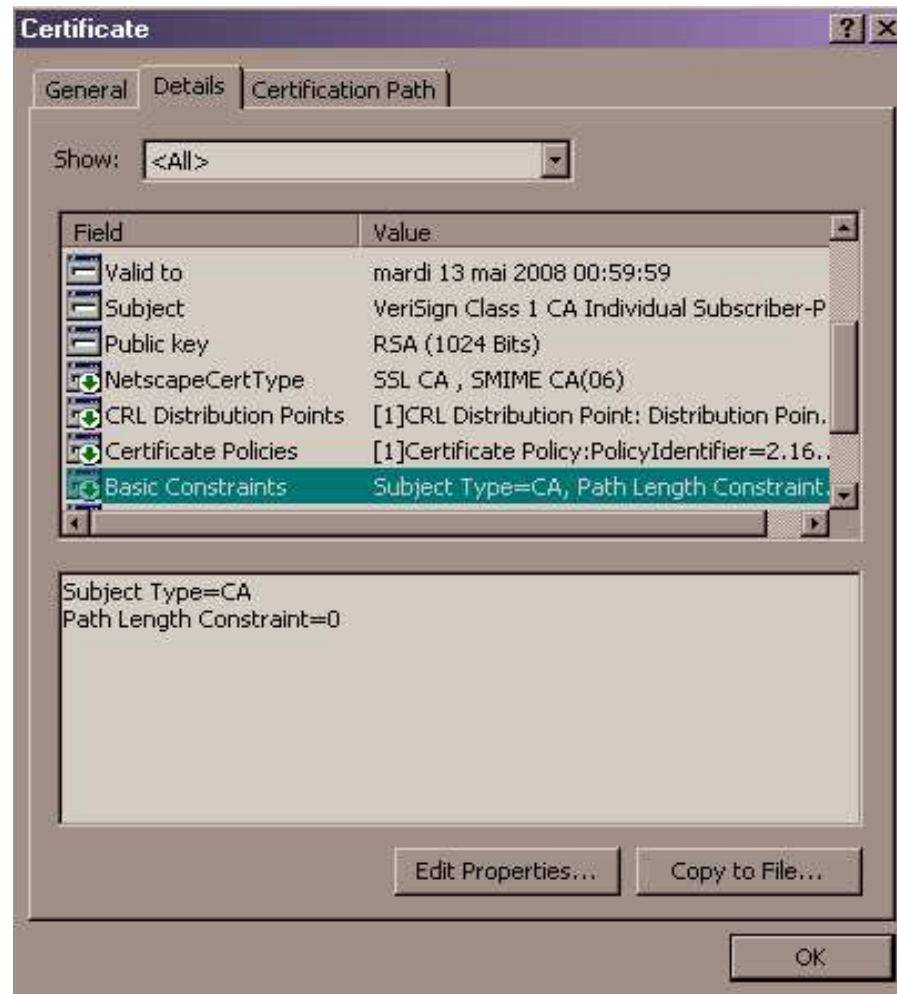 Certificate
General Details Certification Path
Show: <All>
Field Value
Valid to mardi 13 mai 2008 00:59:59
Subject VeriSign Class 1 CA Individual Subscriber-P
Public key RSA (1024 Bits)
NetscapeCertType SSL CA , SMIME CA(06)
CRL Distribution Points [1]CRL Distribution Point: Distribution Poin.
Certificate Policies [1]Certificate Policy:PolicyIdentifier=2.16..
Basic Constraints Subject Type=CA, Path Length Constraint.
Subject Type=CA
Path Length Constraint=0
Edit Properties... Copy to File...
OK